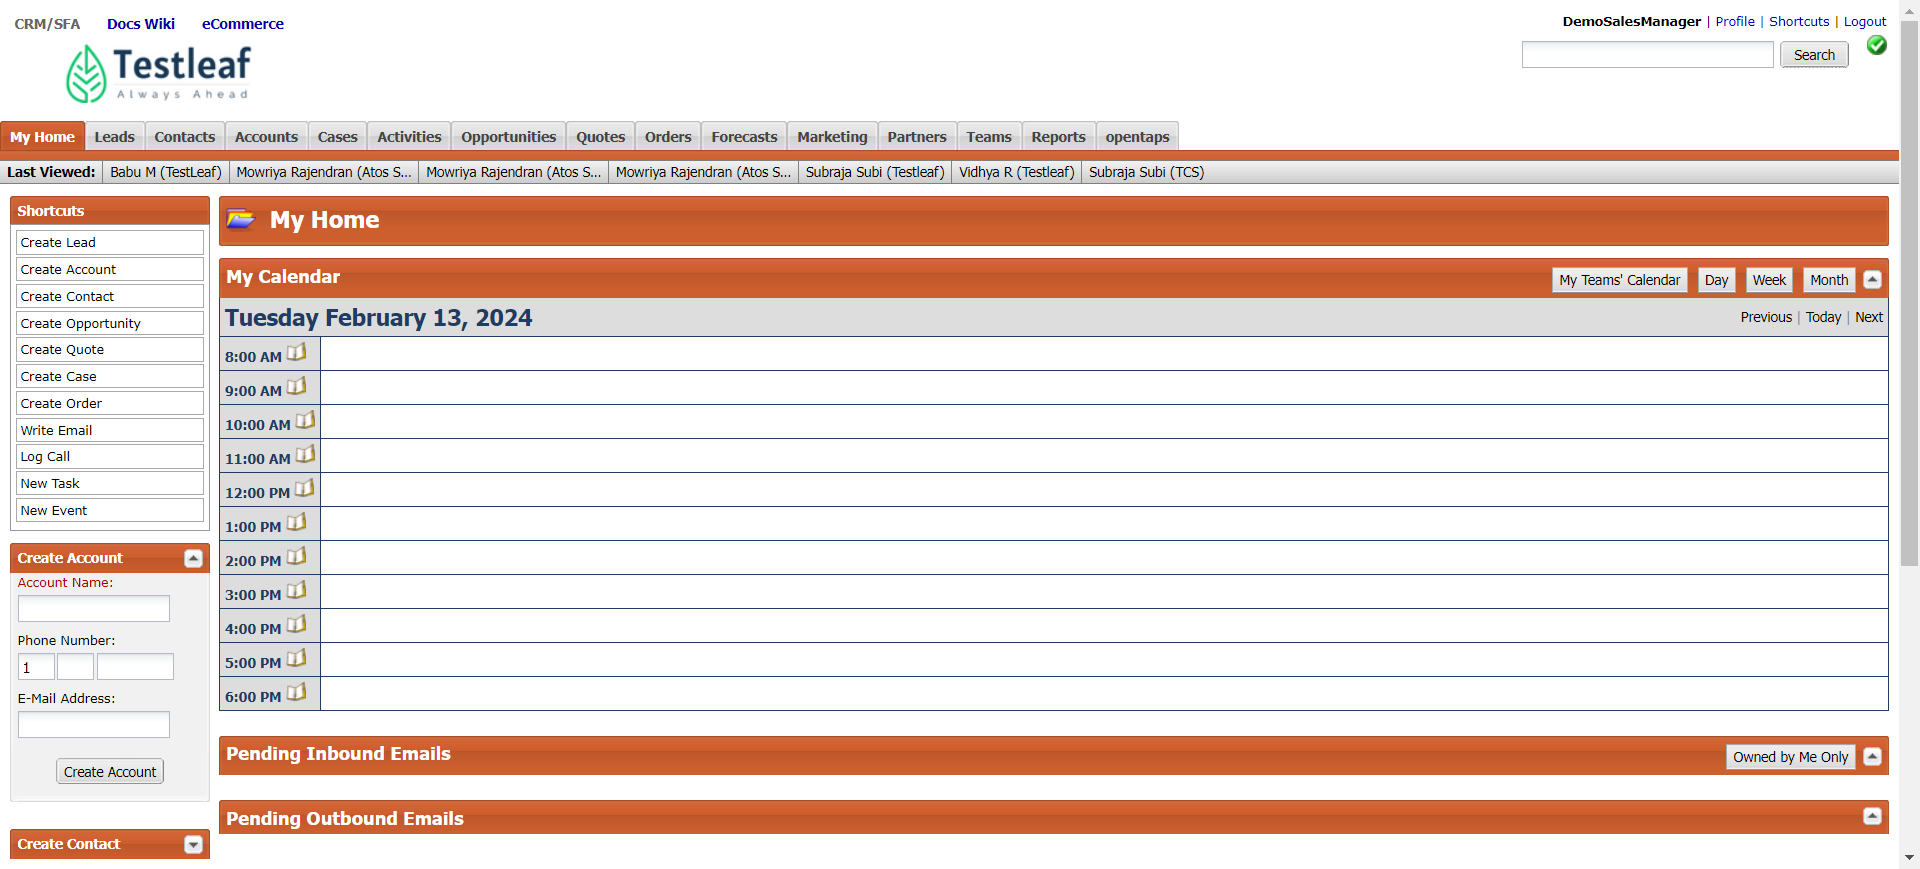 CRM/SFA Docs Wiki eCommerce
DemoSalesManager | Profile | Shortcuts | Logout
Testleaf
Always Ahead
Search
My Home Leads Contacts Accounts Cases Activities Opportunities Quotes Orders Forecasts Marketing Partners Teams Reports opentaps
Last Viewed: Babu M (TestLeaf) Mowriya Rajendran (Atos S... Mowriya Rajendran (Atos S... Mowriya Rajendran (Atos S... Subraja Subi (Testleaf) Vidhya R (Testleaf) Subraja Subi (TCS)
Shortcuts
Create Lead
Create Account
Create Contact
Create Opportunity
Create Quote
Create Case
Create Order
Write Email
Log Call
New Task
New Event
Create Account
Account Name:
Phone Number:
1
E-Mail Address:
Create Account
Create Contact
My Home
My Calendar My Teams' Calendar Day Week Month
Tuesday February 13, 2024 Previous | Today | Next
8:00 AM
9:00 AM
10:00 AM
11:00 AM
12:00 PM
1:00 PM
2:00 PM
3:00 PM
4:00 PM
5:00 PM
6:00 PM
Pending Inbound Emails Owned by Me Only
Pending Outbound Emails